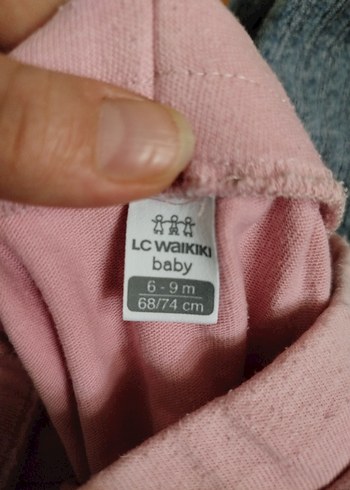 LC WAIKIKI
baby
6 - 9 m
68/74 cm